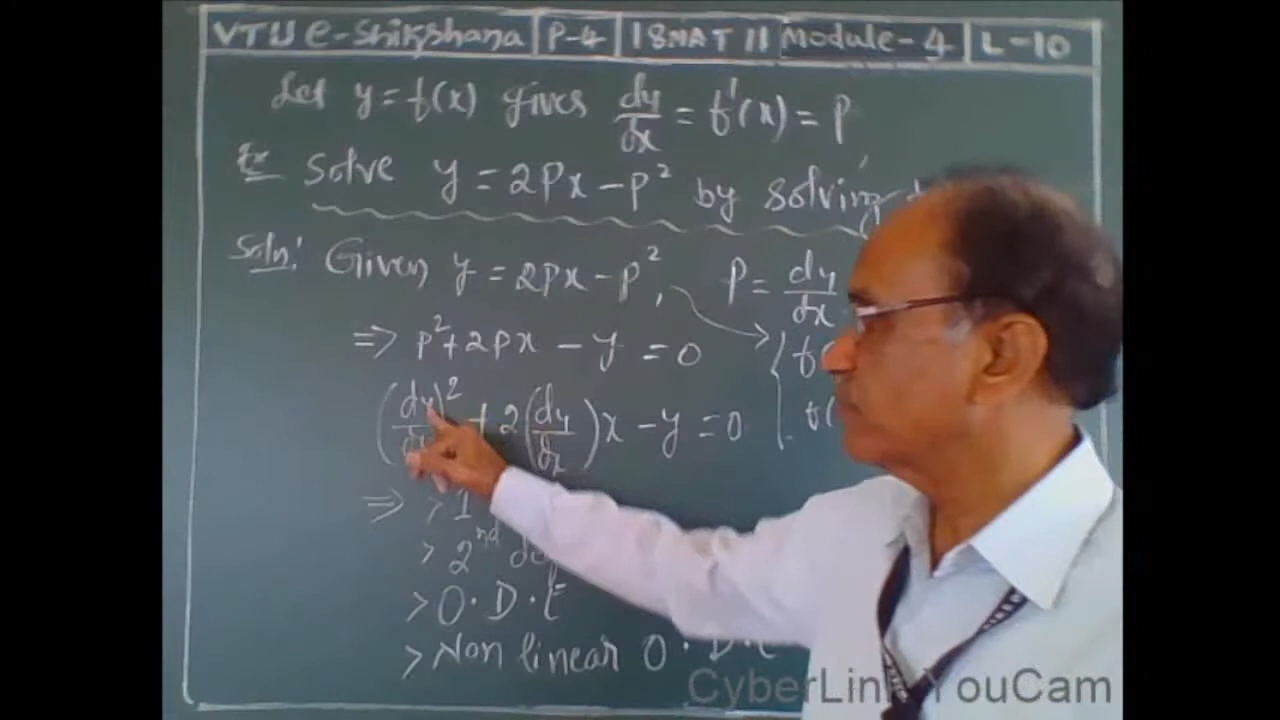 VTU e-Shikshana P-4 18MAT11 Module-4 L-10
Let y = f(x) gives dy/dx = f'(x) = P
Ex Solve y = 2Px - P² by solving
Soln: Given y = 2Px - P², P = dy/dx
⇒ P² + 2Px - y = 0
(dy/dx)² + 2(dy/dx)x - y = 0
⇒ > 1
> 2nd
> O.D.E
> Non linear O.D.E
CyberLink YouCam